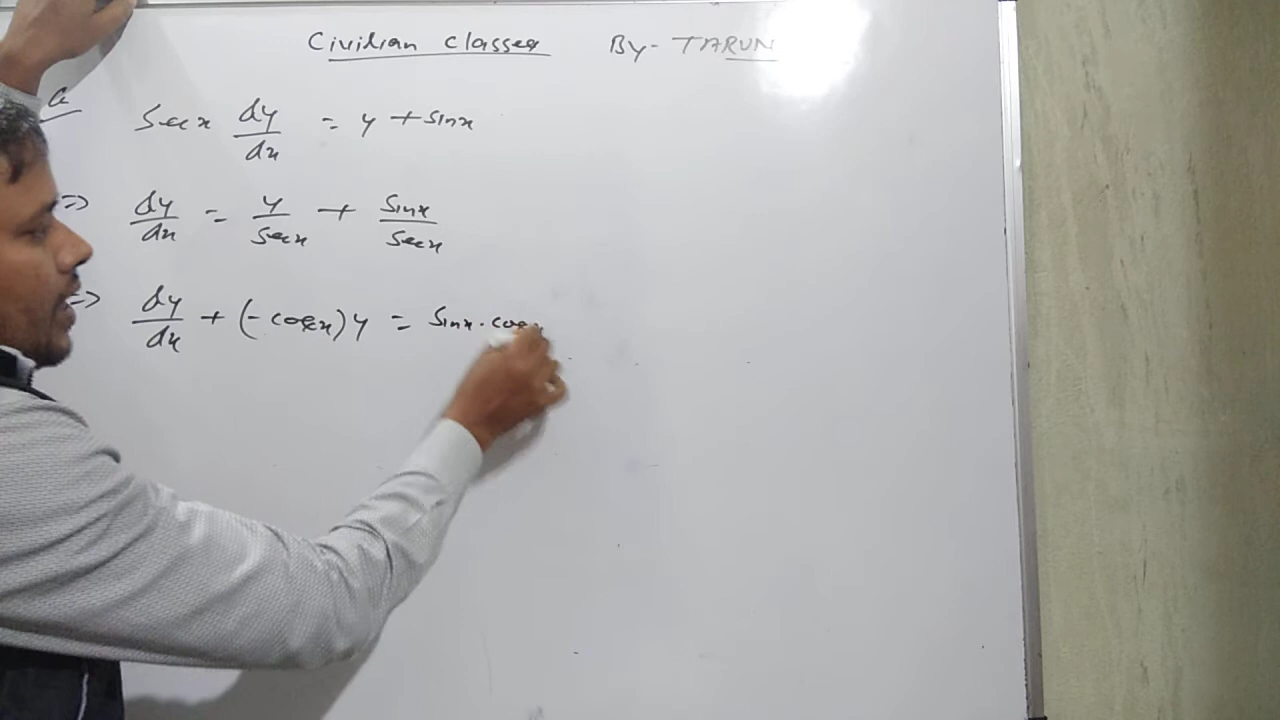 Civilian Classes By- TARUN
Q
Secx dy/dx = y + sinx
=> dy/dx = y/secx + sinx/secx
=> dy/dx + (-cosx)y = sinx.cosx